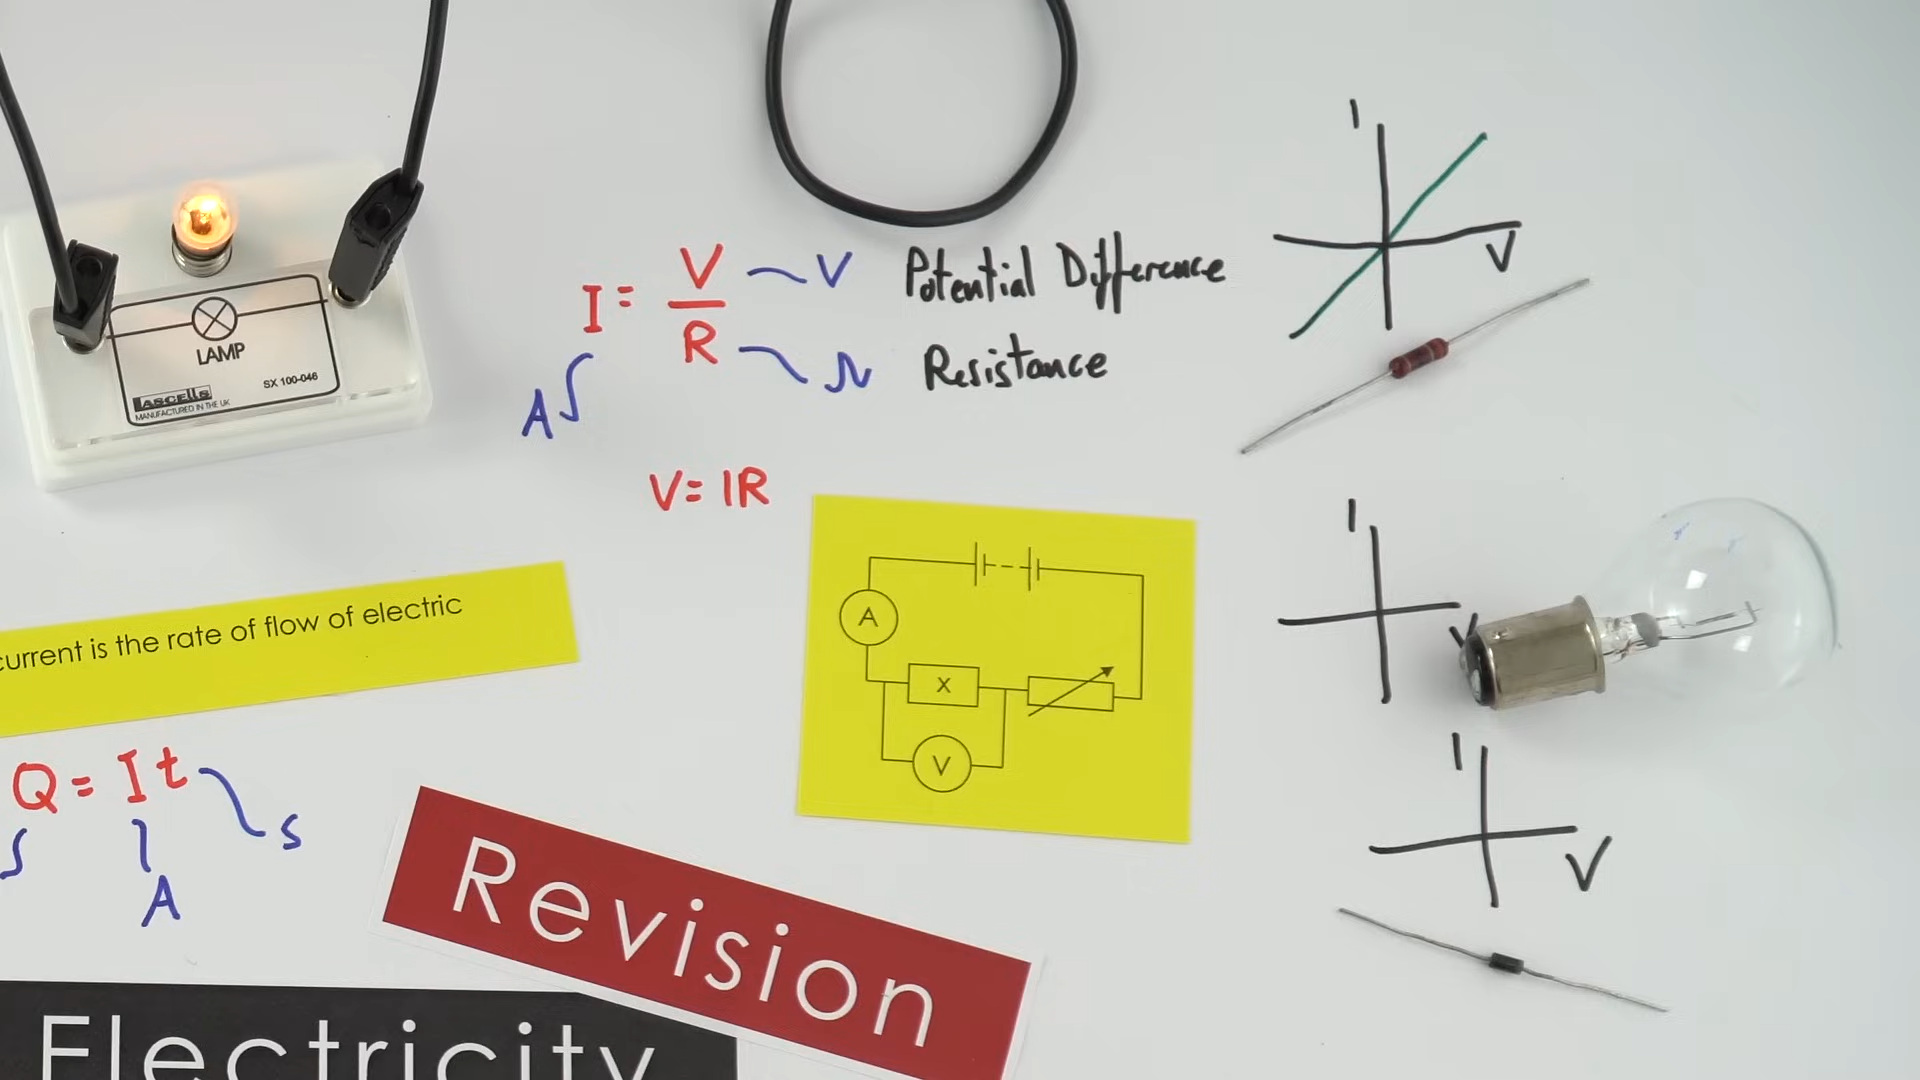 I = V/R
V Potential Difference
Ω Resistance
A
V = IR
LAMP
SX 100-046
Lascells
MANUFACTURED IN THE UK
current is the rate of flow of electric
Q = It
s
A
A
X
V
I
V
I
V
I
V
Revision
Electricity